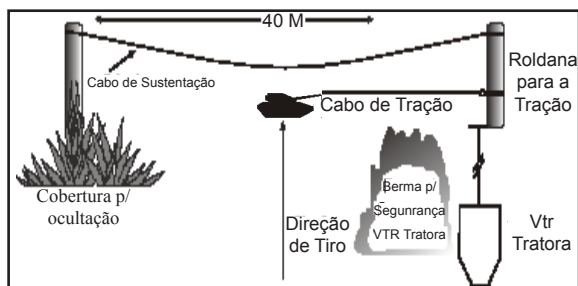 40 M
Cabo de Sustentação
Roldana
para a
Tração
Cabo de Tração
Cobertura p/
ocultação
Direção
de Tiro
Berma p/
Segunrança
VTR Tratora
Vtr
Tratora